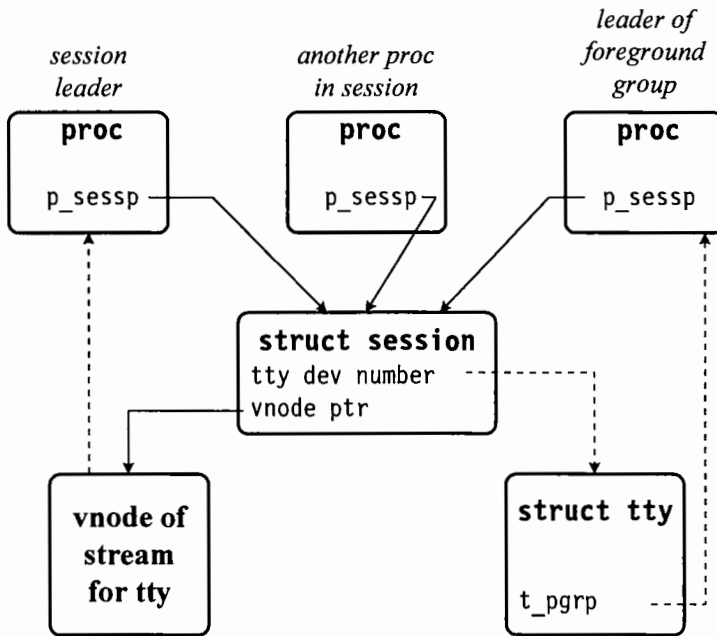 session
leader
another proc
in session
leader of
foreground
group
proc
p_sessp
proc
p_sessp
proc
p_sessp
struct session
tty dev number
vnode ptr
vnode of
stream
for tty
struct tty
t_pgrp